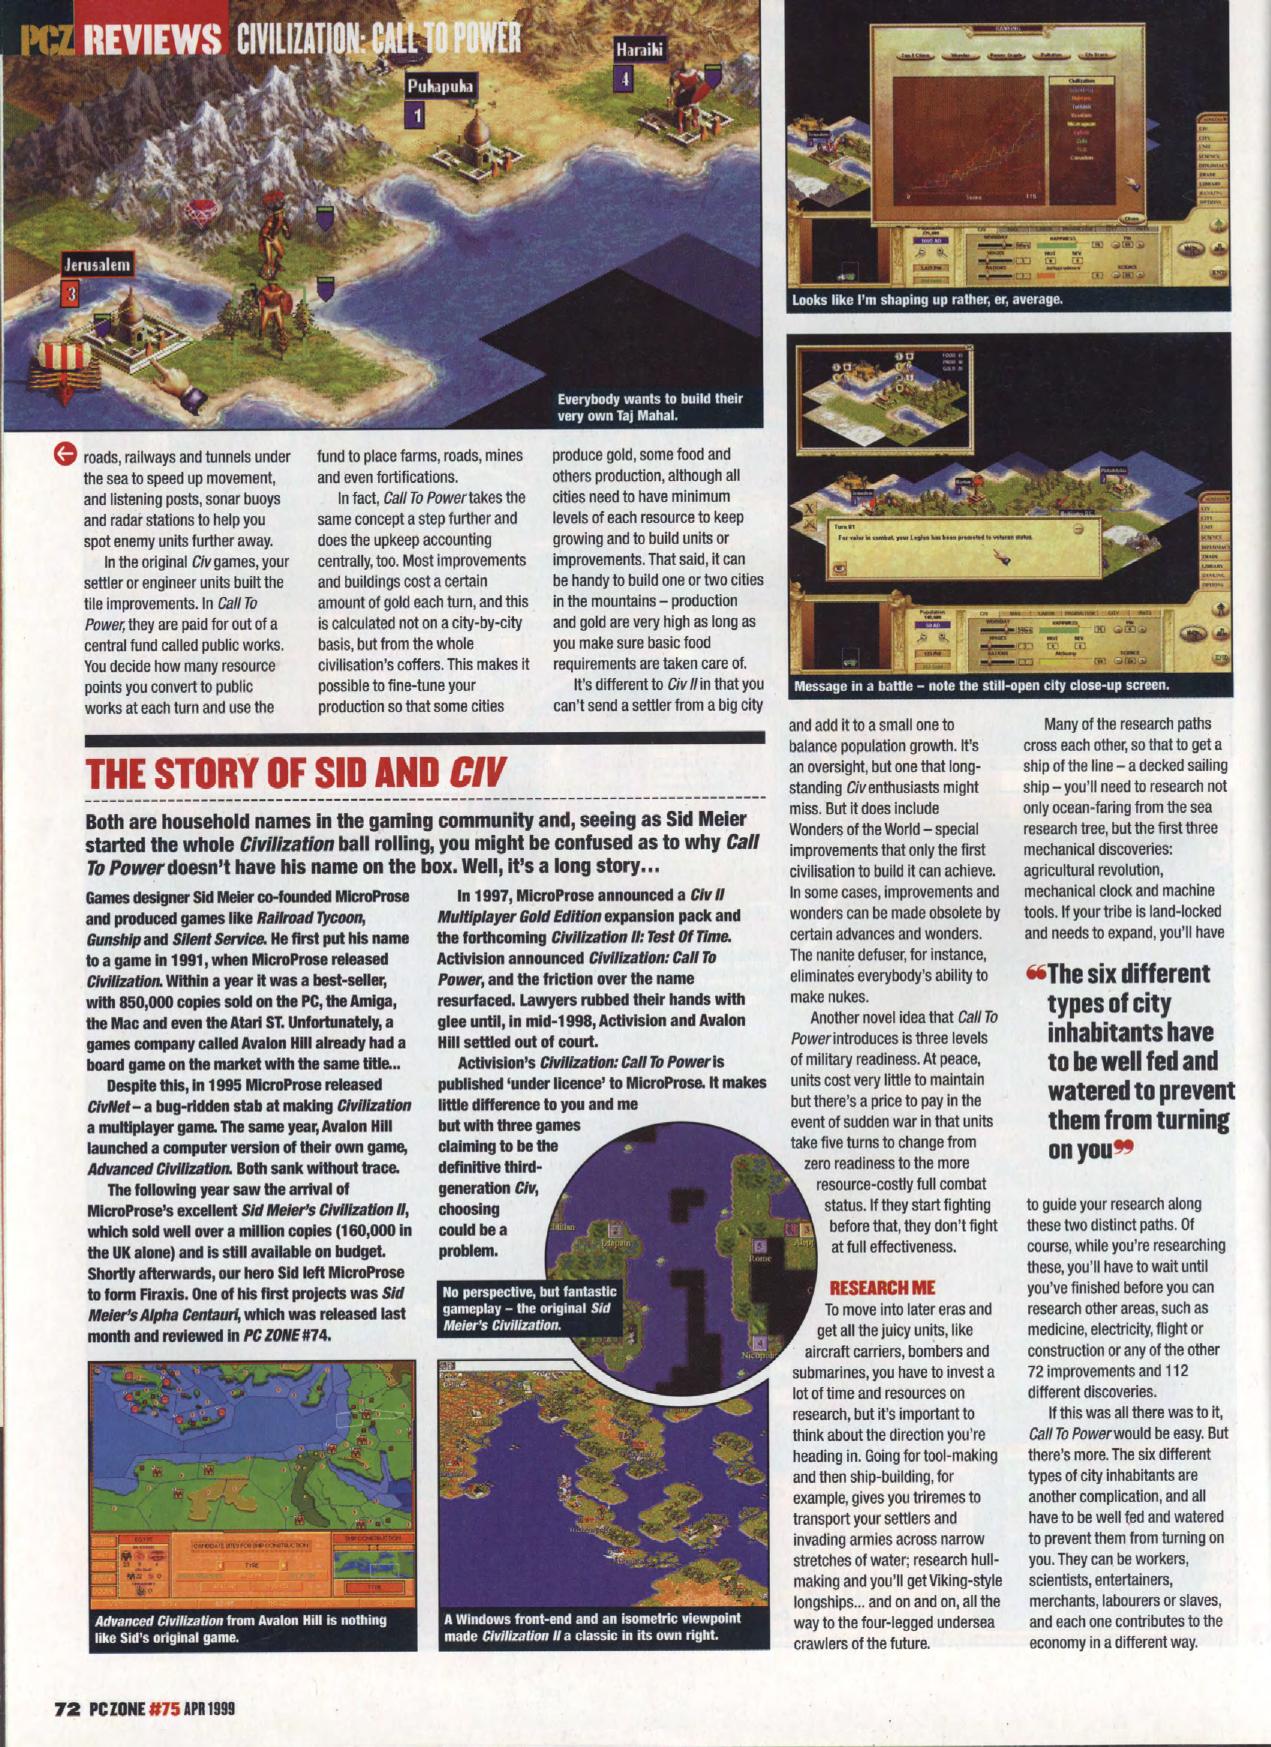 PCZ REVIEWS CIVILIZATION: CALL TO POWER
Pukapuka
1
Haraiki
4
Jerusalem
3
Everybody wants to build their
very own Taj Mahal.
Looks like I'm shaping up rather, er, average.
Turn 81
For valor in combat, your Legion has been promoted to veteran status.
Message in a battle – note the still-open city close-up screen.
roads, railways and tunnels under
the sea to speed up movement,
and listening posts, sonar buoys
and radar stations to help you
spot enemy units further away.
In the original Civ games, your
settler or engineer units built the
tile improvements. In Call To
Power, they are paid for out of a
central fund called public works.
You decide how many resource
points you convert to public
works at each turn and use the
fund to place farms, roads, mines
and even fortifications.
In fact, Call To Power takes the
same concept a step further and
does the upkeep accounting
centrally, too. Most improvements
and buildings cost a certain
amount of gold each turn, and this
is calculated not on a city-by-city
basis, but from the whole
civilisation's coffers. This makes it
possible to fine-tune your
production so that some cities
produce gold, some food and
others production, although all
cities need to have minimum
levels of each resource to keep
growing and to build units or
improvements. That said, it can
be handy to build one or two cities
in the mountains – production
and gold are very high as long as
you make sure basic food
requirements are taken care of.
It's different to Civ II in that you
can't send a settler from a big city
and add it to a small one to
balance population growth. It's
an oversight, but one that long-
standing Civ enthusiasts might
miss. But it does include
Wonders of the World – special
improvements that only the first
civilisation to build it can achieve.
In some cases, improvements and
wonders can be made obsolete by
certain advances and wonders.
The nanite defuser, for instance,
eliminates everybody's ability to
make nukes.
Another novel idea that Call To
Power introduces is three levels
of military readiness. At peace,
units cost very little to maintain
but there's a price to pay in the
event of sudden war in that units
take five turns to change from
zero readiness to the more
resource-costly full combat
status. If they start fighting
before that, they don't fight
at full effectiveness.
RESEARCH ME
To move into later eras and
get all the juicy units, like
aircraft carriers, bombers and
submarines, you have to invest a
lot of time and resources on
research, but it's important to
think about the direction you're
heading in. Going for tool-making
and then ship-building, for
example, gives you triremes to
transport your settlers and
invading armies across narrow
stretches of water; research hull-
making and you'll get Viking-style
longships... and on and on, all the
way to the four-legged undersea
crawlers of the future.
Many of the research paths
cross each other, so that to get a
ship of the line – a decked sailing
ship – you'll need to research not
only ocean-faring from the sea
research tree, but the first three
mechanical discoveries:
agricultural revolution,
mechanical clock and machine
tools. If your tribe is land-locked
and needs to expand, you'll have
“The six different
types of city
inhabitants have
to be well fed and
watered to prevent
them from turning
on you”
to guide your research along
these two distinct paths. Of
course, while you're researching
these, you'll have to wait until
you've finished before you can
research other areas, such as
medicine, electricity, flight or
construction or any of the other
72 improvements and 112
different discoveries.
If this was all there was to it,
Call To Power would be easy. But
there's more. The six different
types of city inhabitants are
another complication, and all
have to be well fed and watered
to prevent them from turning on
you. They can be workers,
scientists, entertainers,
merchants, labourers or slaves,
and each one contributes to the
economy in a different way.
THE STORY OF SID AND CIV
Both are household names in the gaming community and, seeing as Sid Meier
started the whole Civilization ball rolling, you might be confused as to why Call
To Power doesn't have his name on the box. Well, it's a long story...
Games designer Sid Meier co-founded MicroProse
and produced games like Railroad Tycoon,
Gunship and Silent Service. He first put his name
to a game in 1991, when MicroProse released
Civilization. Within a year it was a best-seller,
with 850,000 copies sold on the PC, the Amiga,
the Mac and even the Atari ST. Unfortunately, a
games company called Avalon Hill already had a
board game on the market with the same title...
Despite this, in 1995 MicroProse released
CivNet – a bug-ridden stab at making Civilization
a multiplayer game. The same year, Avalon Hill
launched a computer version of their own game,
Advanced Civilization. Both sank without trace.
The following year saw the arrival of
MicroProse's excellent Sid Meier's Civilization II,
which sold well over a million copies (160,000 in
the UK alone) and is still available on budget.
Shortly afterwards, our hero Sid left MicroProse
to form Firaxis. One of his first projects was Sid
Meier's Alpha Centauri, which was released last
month and reviewed in PC ZONE #74.
In 1997, MicroProse announced a Civ II
Multiplayer Gold Edition expansion pack and
the forthcoming Civilization II: Test Of Time.
Activision announced Civilization: Call To
Power, and the friction over the name
resurfaced. Lawyers rubbed their hands with
glee until, in mid-1998, Activision and Avalon
Hill settled out of court.
Activision's Civilization: Call To Power is
published 'under licence' to MicroProse. It makes
little difference to you and me
but with three games
claiming to be the
definitive third-
generation Civ,
choosing
could be a
problem.
Rome
No perspective, but fantastic
gameplay – the original Sid
Meier's Civilization.
Advanced Civilization from Avalon Hill is nothing
like Sid's original game.
A Windows front-end and an isometric viewpoint
made Civilization II a classic in its own right.
72 PC ZONE #75 APR 1999